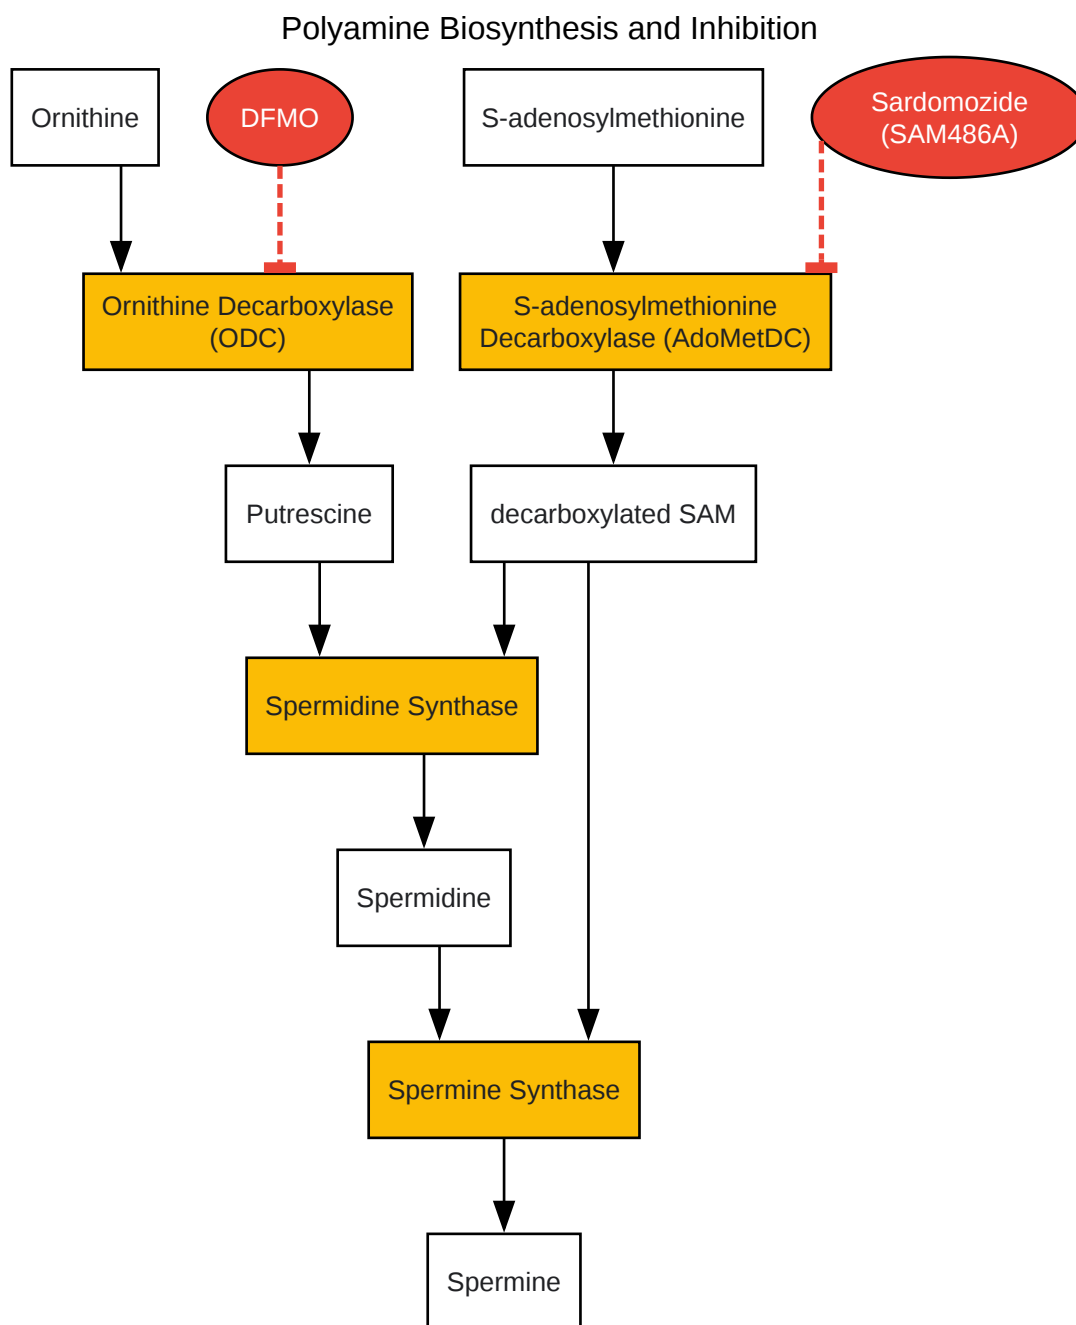 Polyamine Biosynthesis and Inhibition
Ornithine
DFMO
S-adenosylmethionine
Sardomozide
(SAM486A)
Ornithine Decarboxylase
(ODC)
S-adenosylmethionine
Decarboxylase (AdoMetDC)
Putrescine
decarboxylated SAM
Spermidine Synthase
Spermidine
Spermine Synthase
Spermine